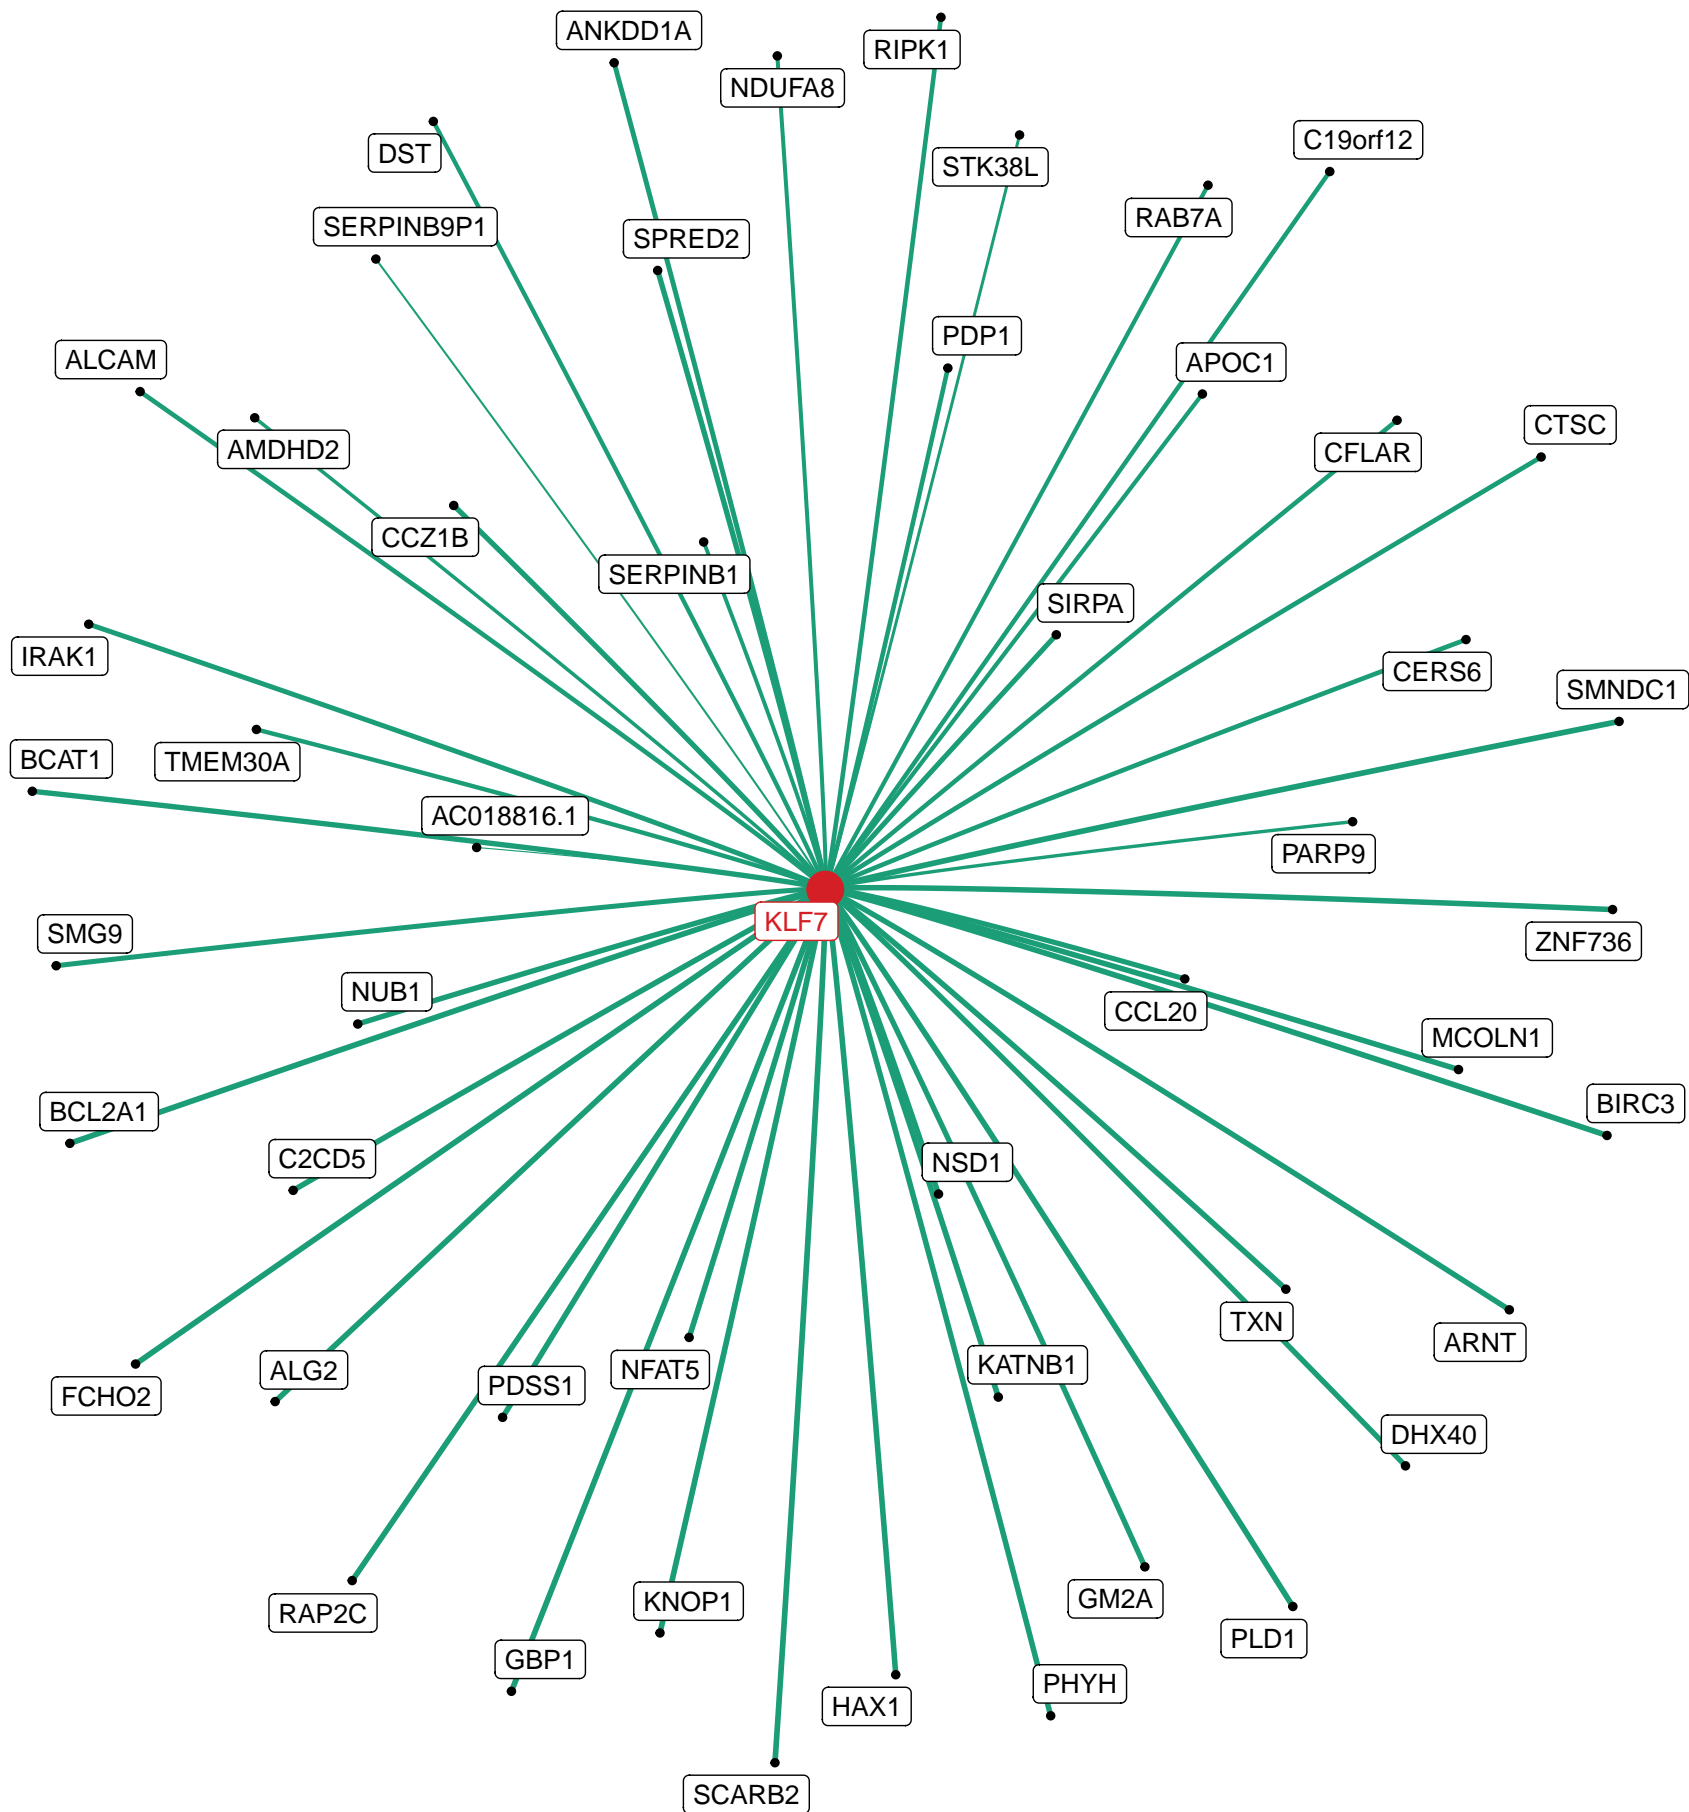 ANKDD1A
RIPK1
NDUFA8
C19orf12
DST
STK38L
RAB7A
SERPINB9P1
SPRED2
PDP1
ALCAM
APOC1
CTSC
AMDHD2
CFLAR
CCZ1B
SERPINB1
SIRPA
IRAK1
CERS6
SMNDC1
BCAT1
TMEM30A
AC018816.1
PARP9
KLF7
SMG9
ZNF736
NUB1
CCL20
MCOLN1
BCL2A1
BIRC3
C2CD5
NSD1
TXN
ARNT
ALG2
NFAT5
KATNB1
PDSS1
FCHO2
DHX40
KNOP1
GM2A
RAP2C
PLD1
GBP1
PHYH
HAX1
SCARB2